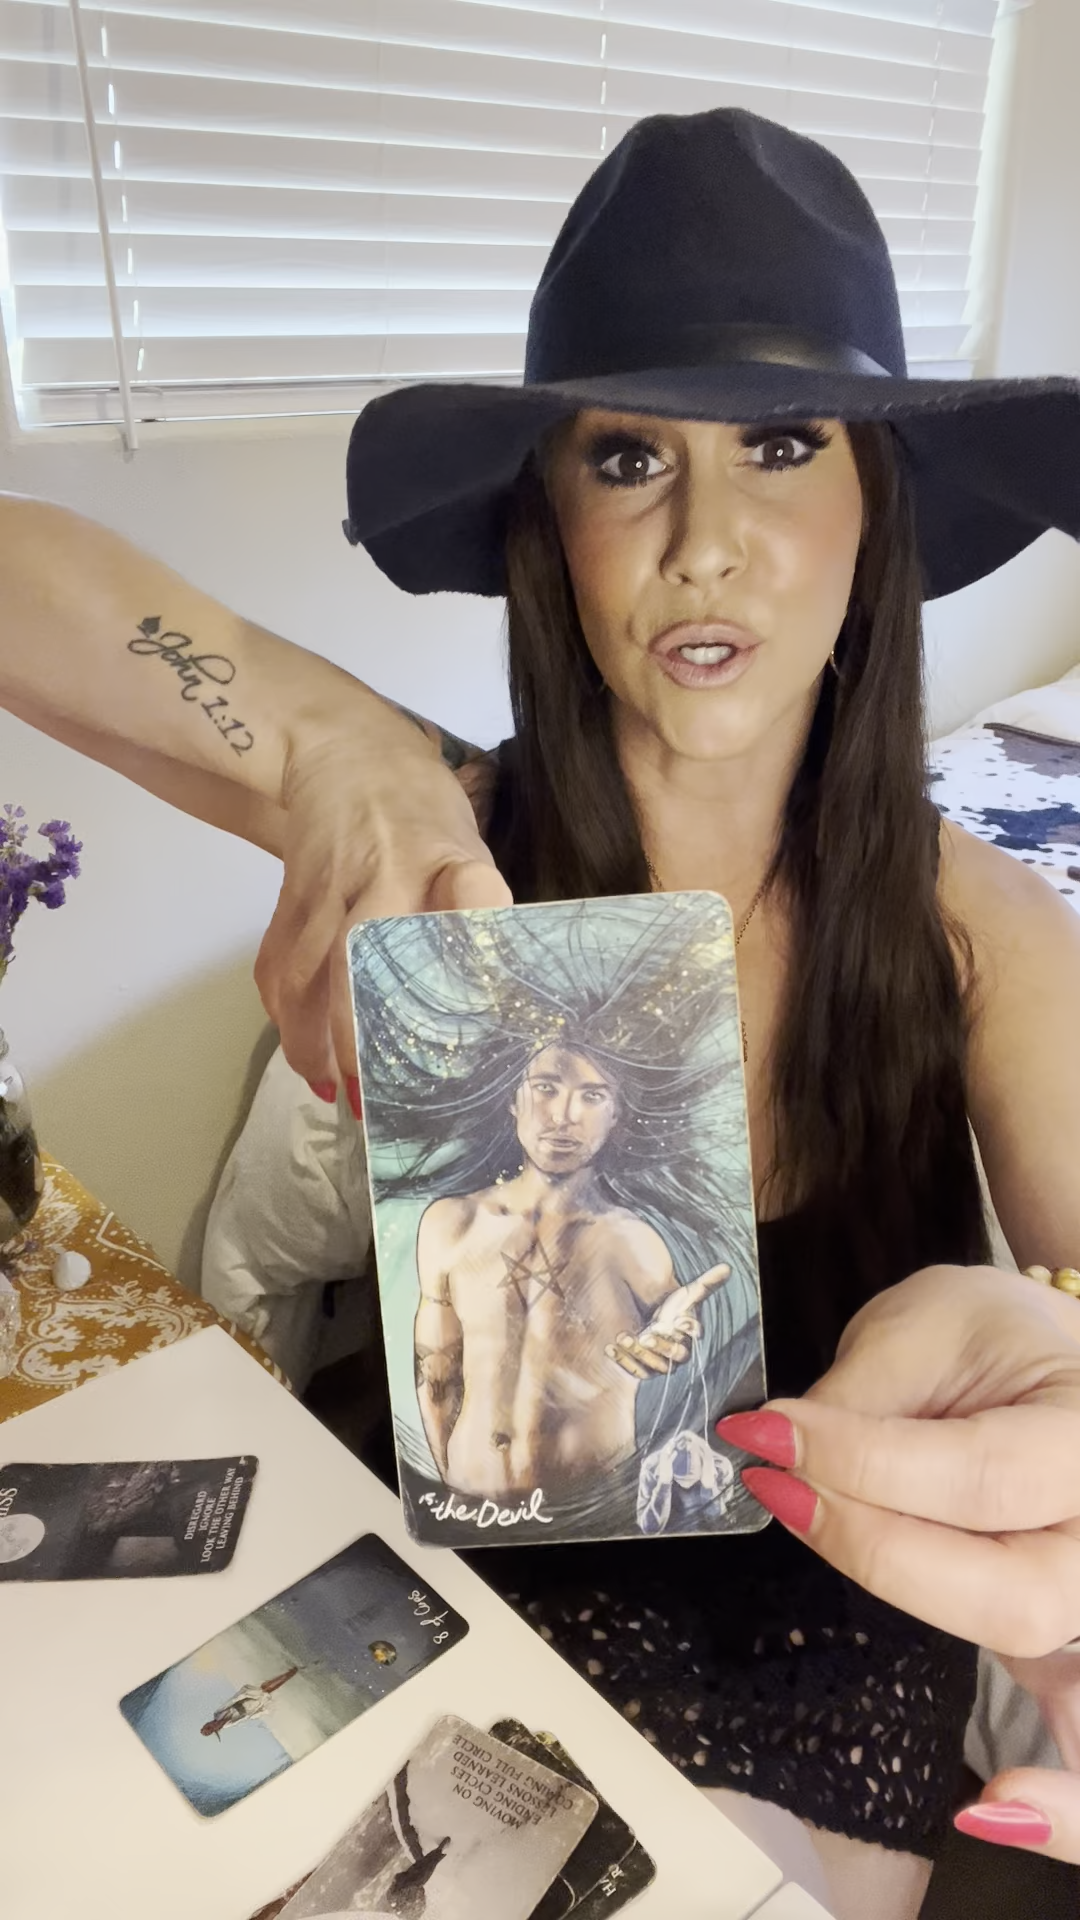 John 1:12
15 the Devil
DISREGARD
IGNORE
LOOK THE OTHER WAY
LEAVING BEHIND
8 of Cups
MOVING ON
ENDING CYCLES
LESSONS LEARNED
COMING FULL CIRCLE